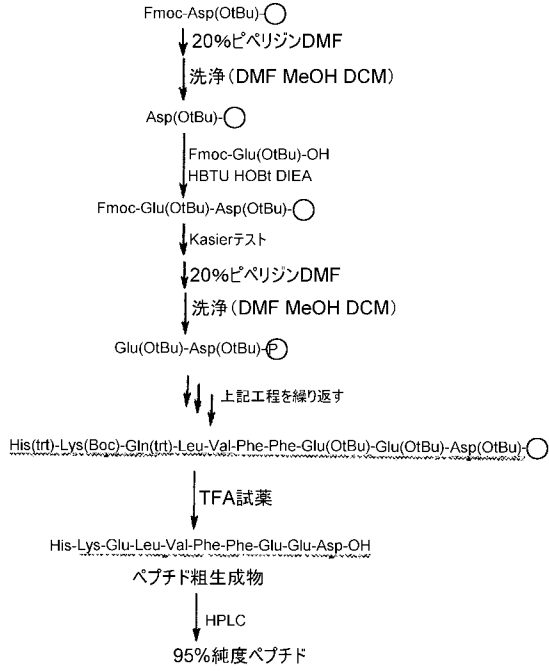 Fmoc-Asp(OtBu)-
20%ピペリジンDMF
洗浄(DMF MeOH DCM)
Asp(OtBu)-
Fmoc-Glu(OtBu)-OH
HBTU HOBt DIEA
Fmoc-Glu(OtBu)-Asp(OtBu)-
Kasierテスト
20%ピペリジンDMF
洗浄(DMF MeOH DCM)
Glu(OtBu)-Asp(OtBu)-P
上記工程を繰り返す
His(trt)-Lys(Boc)-Gln(trt)-Leu-Val-Phe-Phe-Glu(OtBu)-Glu(OtBu)-Asp(OtBu)-
TFA試薬
His-Lys-Glu-Leu-Val-Phe-Phe-Glu-Glu-Asp-OH
ペプチド粗生成物
HPLC
95%純度ペプチド